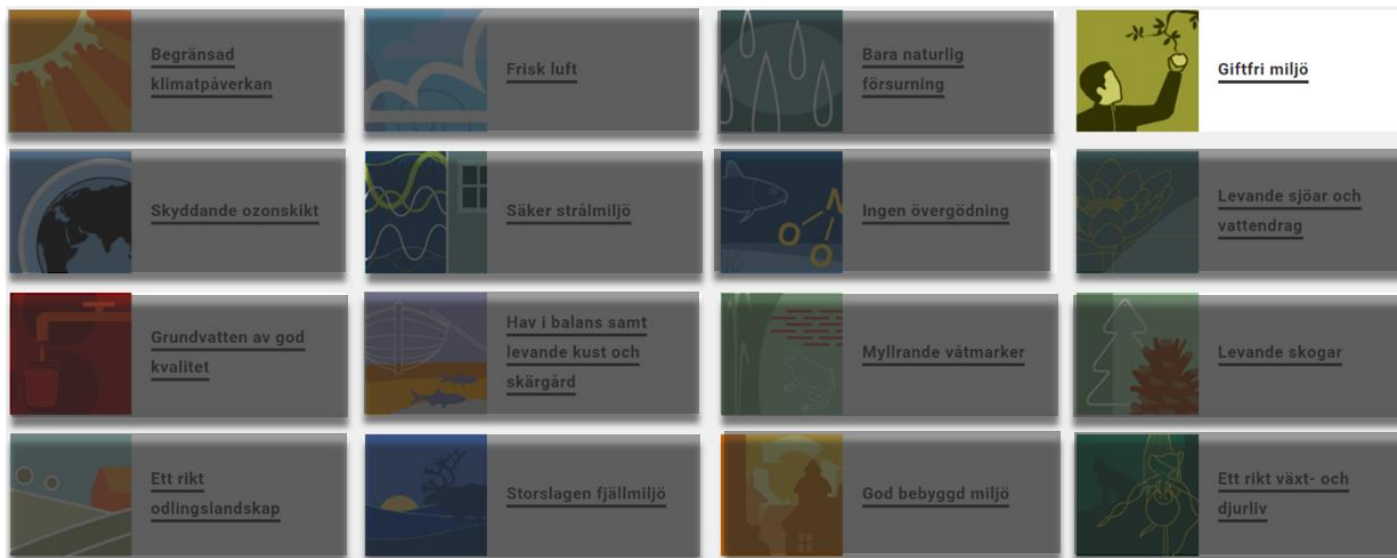 Begränsad
klimatpåverkan
Frisk luft
Bara naturlig
försurning
Giftfri miljö
Skyddande ozonskikt
Säker strålmiljö
Ingen övergödning
N
O O
Levande sjöar och
vattendrag
Grundvatten av god
kvalitet
Hav i balans samt
levande kust och
skärgård
Myllrande våtmarker
Levande skogar
Ett rikt
odlingslandskap
Storslagen fjällmiljö
God bebyggd miljö
Ett rikt växt- och
djurliv